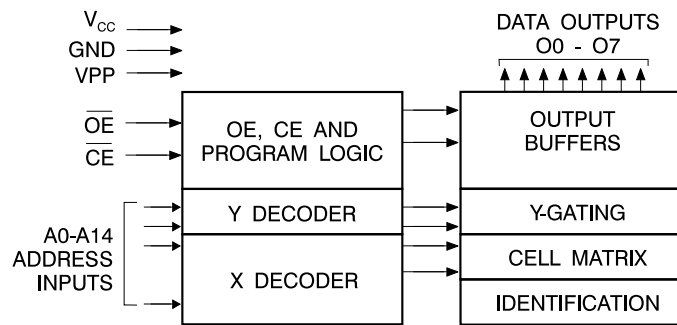 V_CC
GND
VPP
OE
CE
A0-A14
ADDRESS
INPUTS
OE, CE AND
PROGRAM LOGIC
Y DECODER
X DECODER
DATA OUTPUTS
O0 - O7
OUTPUT
BUFFERS
Y-GATING
CELL MATRIX
IDENTIFICATION